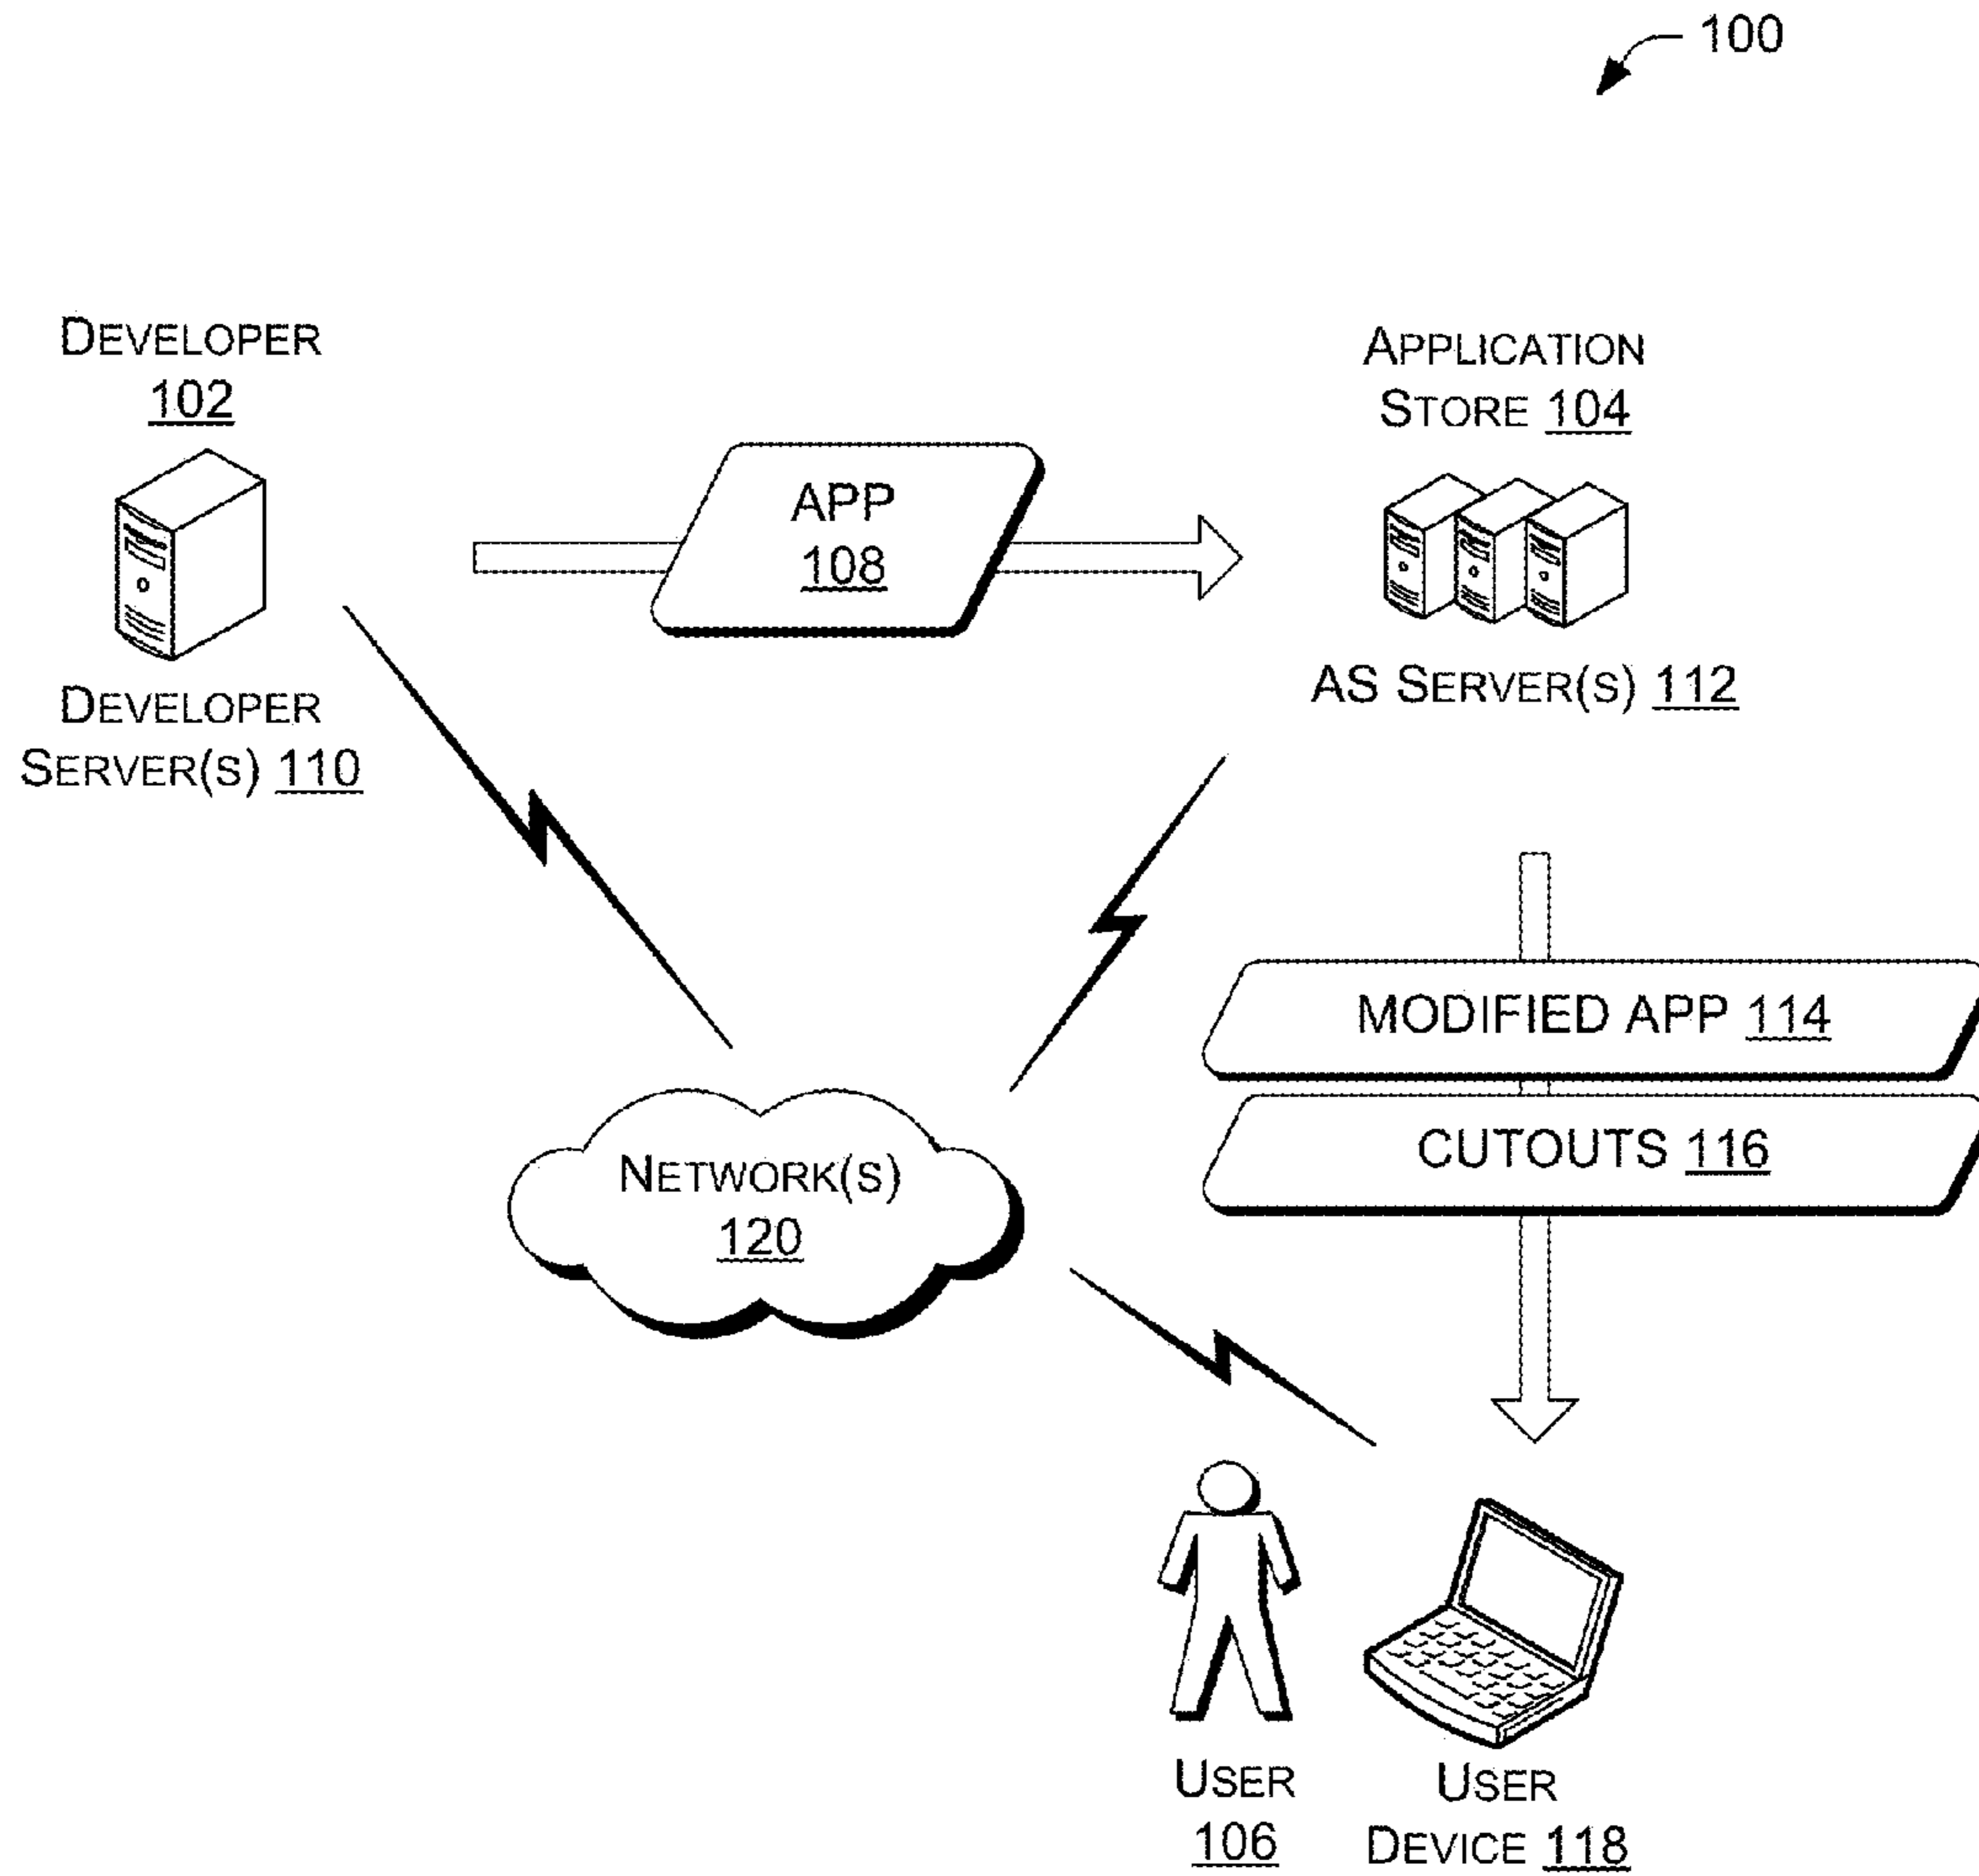 100
DEVELOPER
102
APPLICATION
STORE 104
APP
108
DEVELOPER
SERVER(S) 110
AS SERVER(S) 112
MODIFIED APP 114
CUTOUTS 116
NETWORK(S)
120
USER
106
USER
DEVICE 118